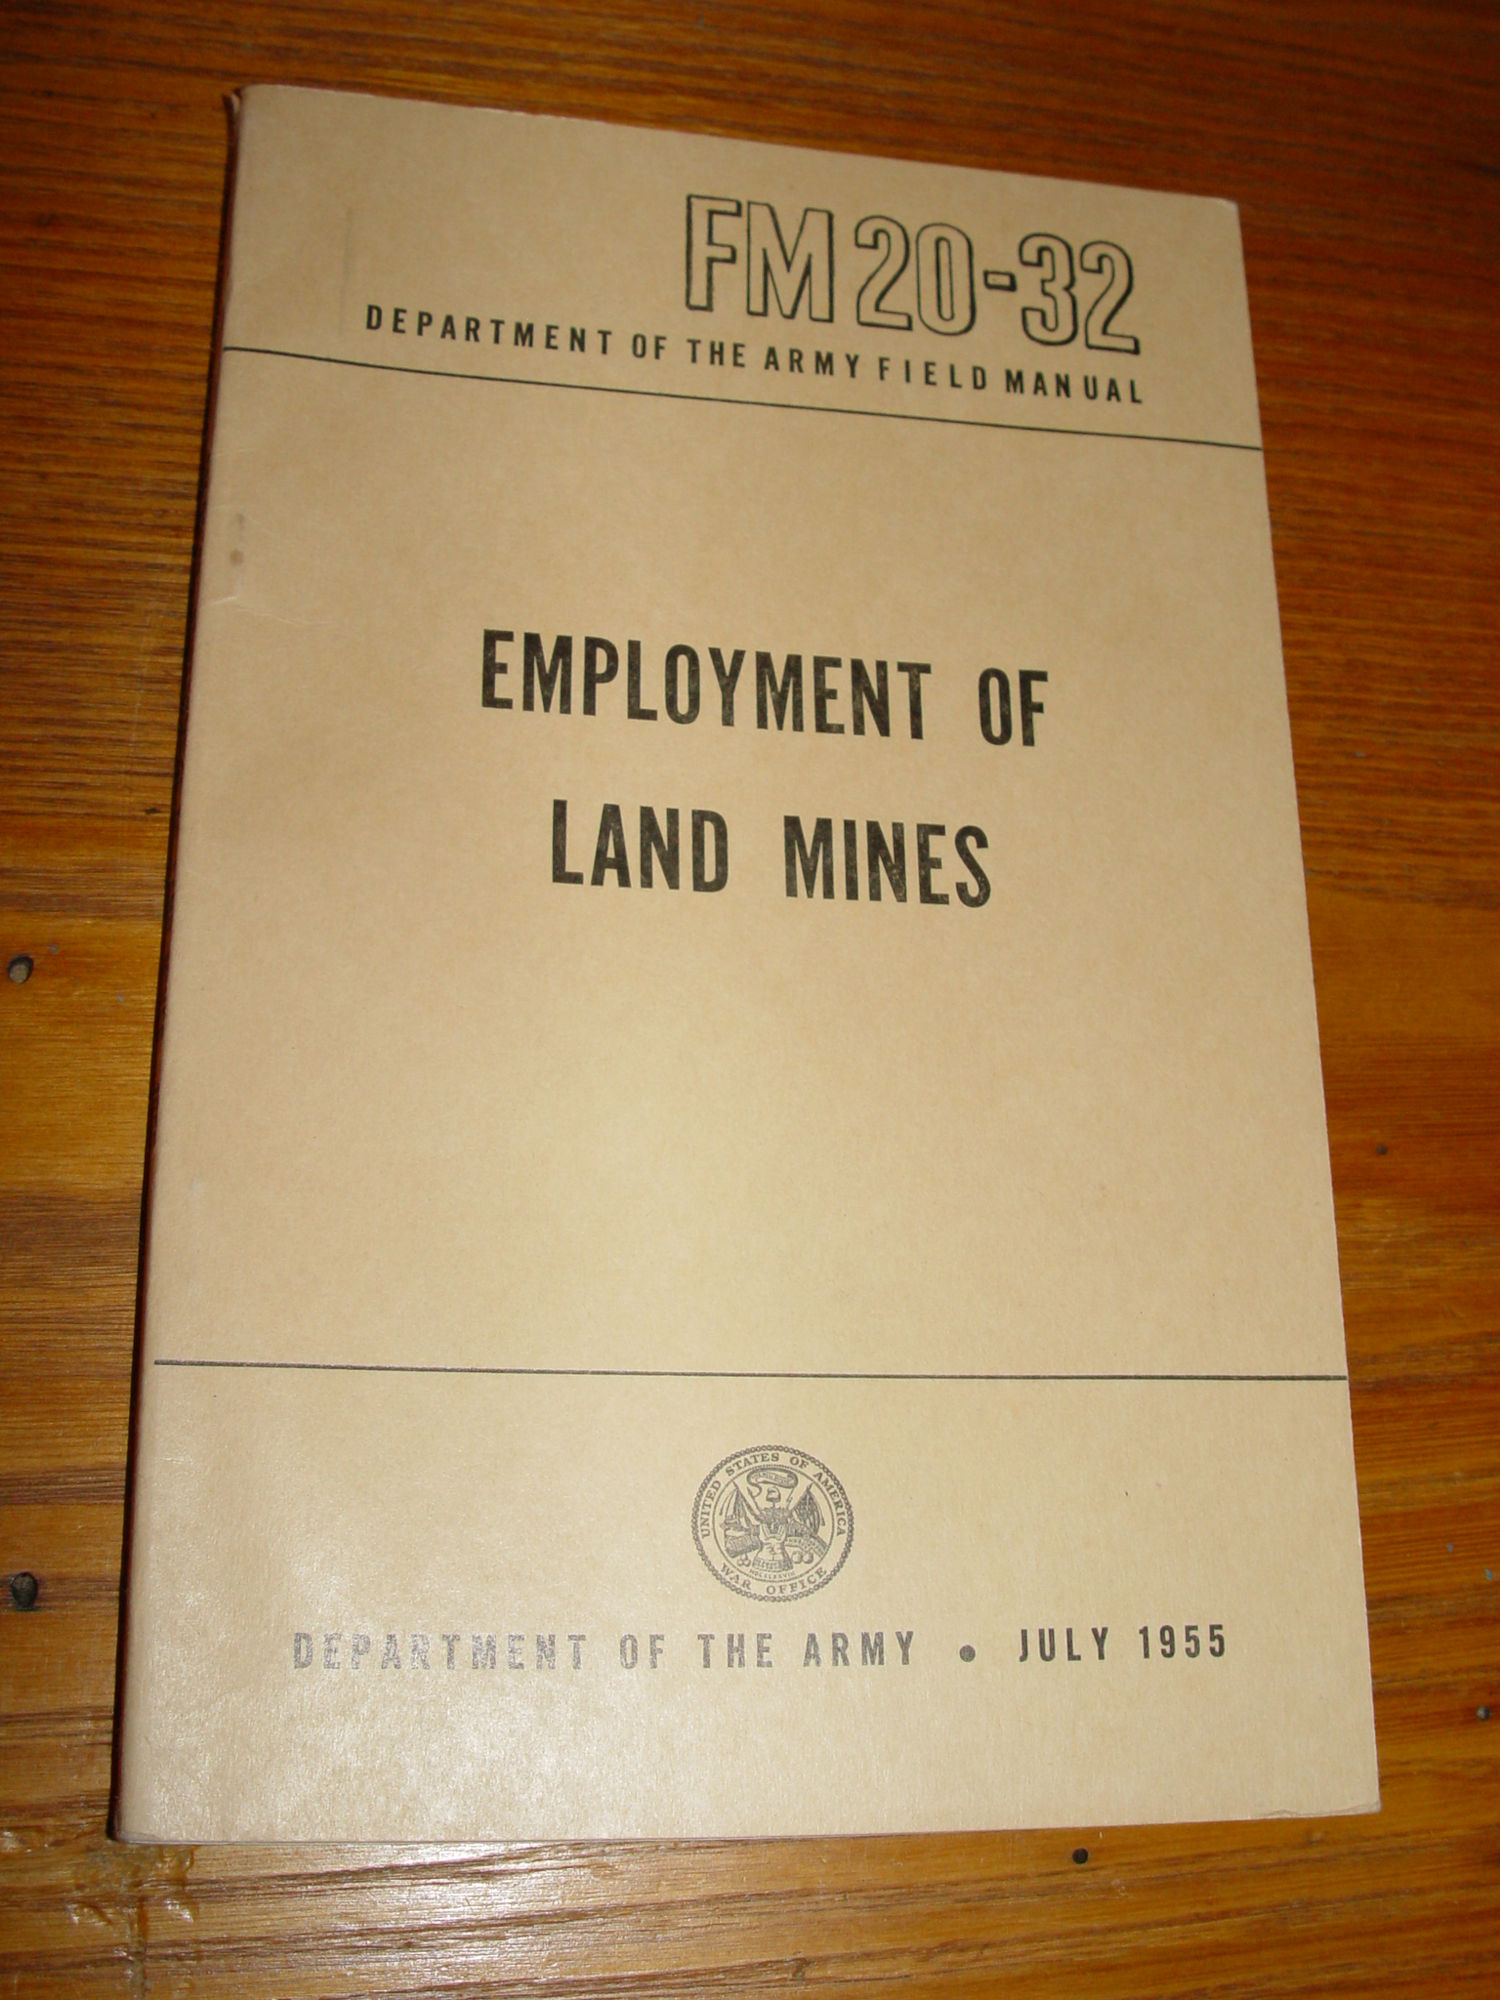 FM 20-32
DEPARTMENT OF THE ARMY FIELD MANUAL
EMPLOYMENT OF
LAND MINES
UNITED STATES OF AMERICA
WAR OFFICE
DEPARTMENT OF THE ARMY • JULY 1955